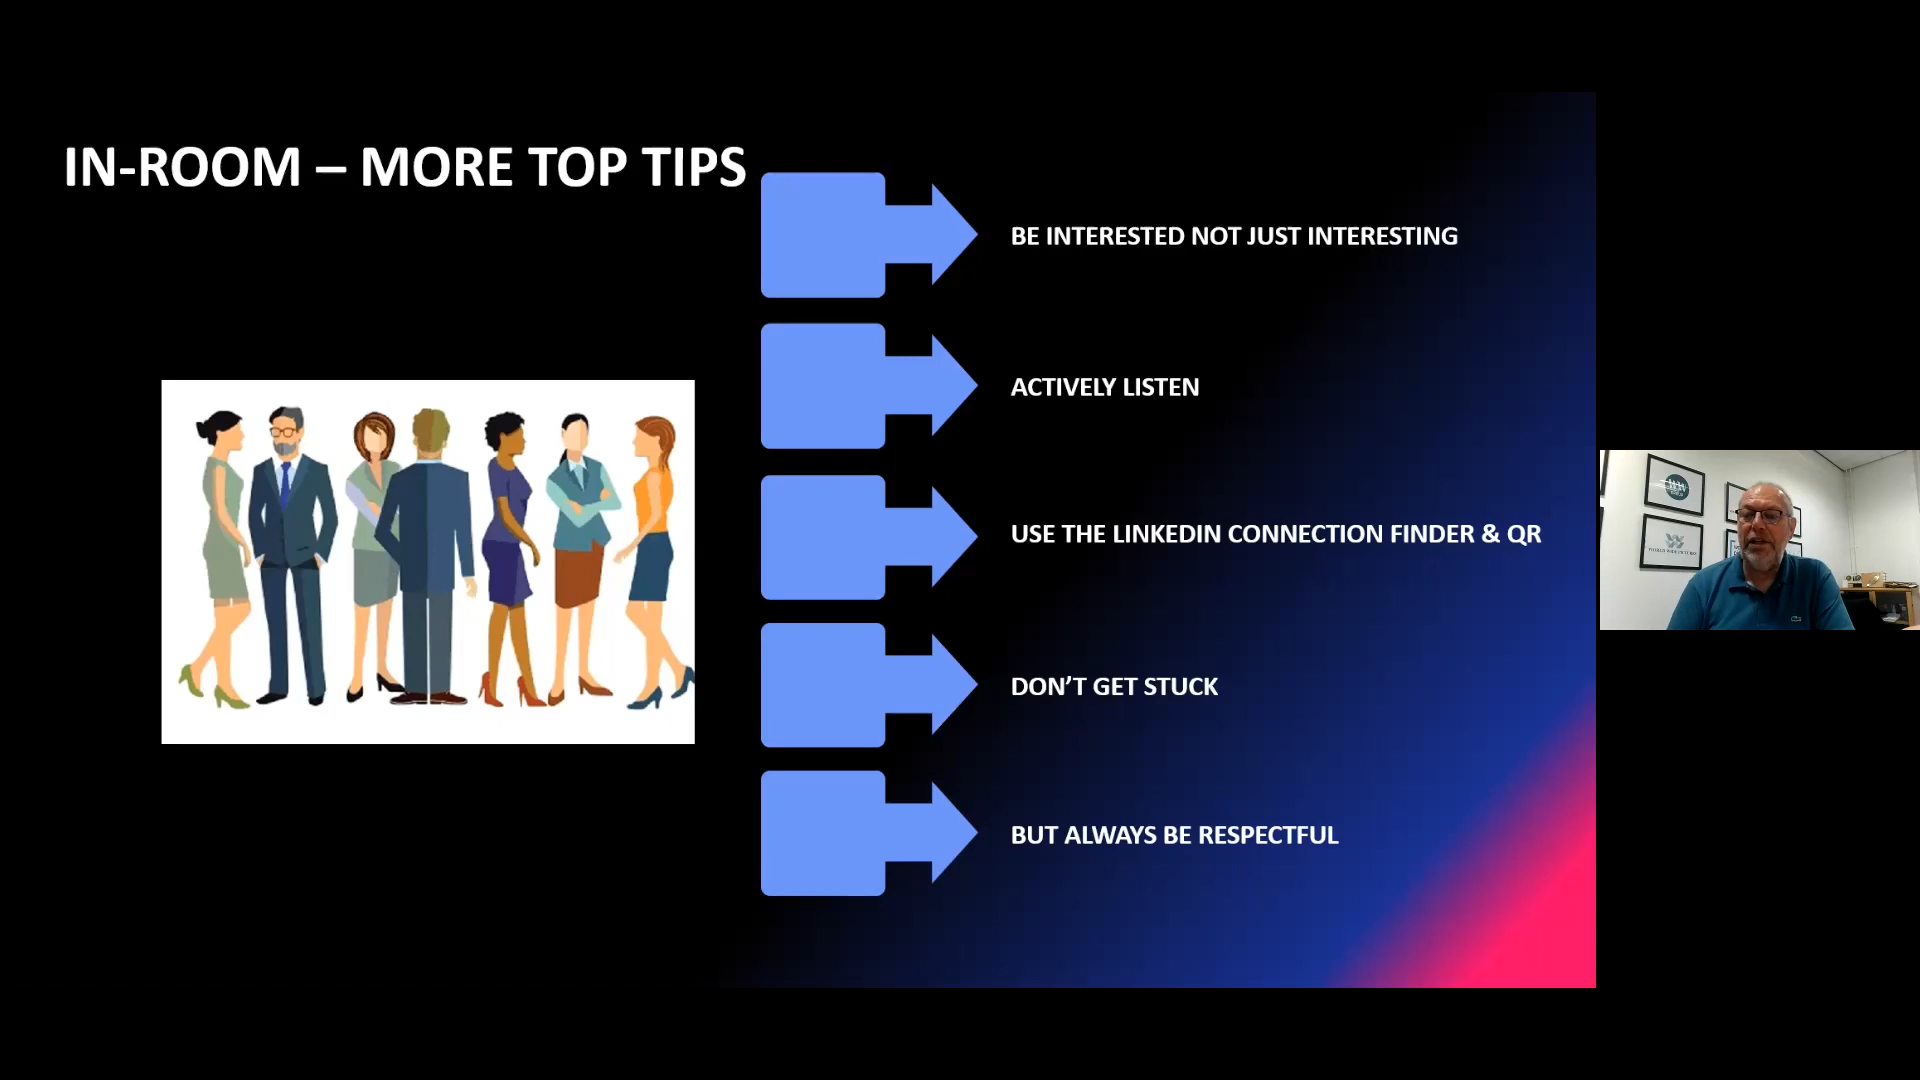 IN-ROOM – MORE TOP TIPS
BE INTERESTED NOT JUST INTERESTING
ACTIVELY LISTEN
USE THE LINKEDIN CONNECTION FINDER & QR
DON’T GET STUCK
BUT ALWAYS BE RESPECTFUL